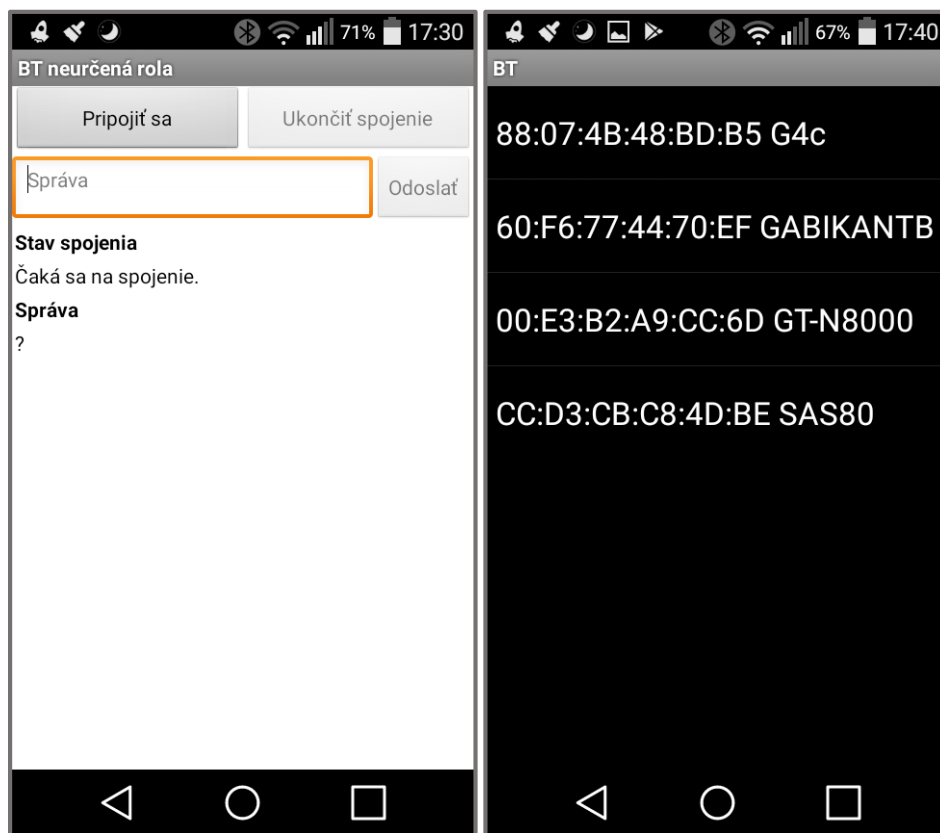 71% 17:30
BT neurčená rola
Pripojiť sa
Ukončiť spojenie
Správa
Odoslať
Stav spojenia
Čaká sa na spojenie.
Správa
?
67% 17:40
BT
88:07:4B:48:BD:B5 G4c
60:F6:77:44:70:EF GABIKANTB
00:E3:B2:A9:CC:6D GT-N8000
CC:D3:CB:C8:4D:BE SAS80